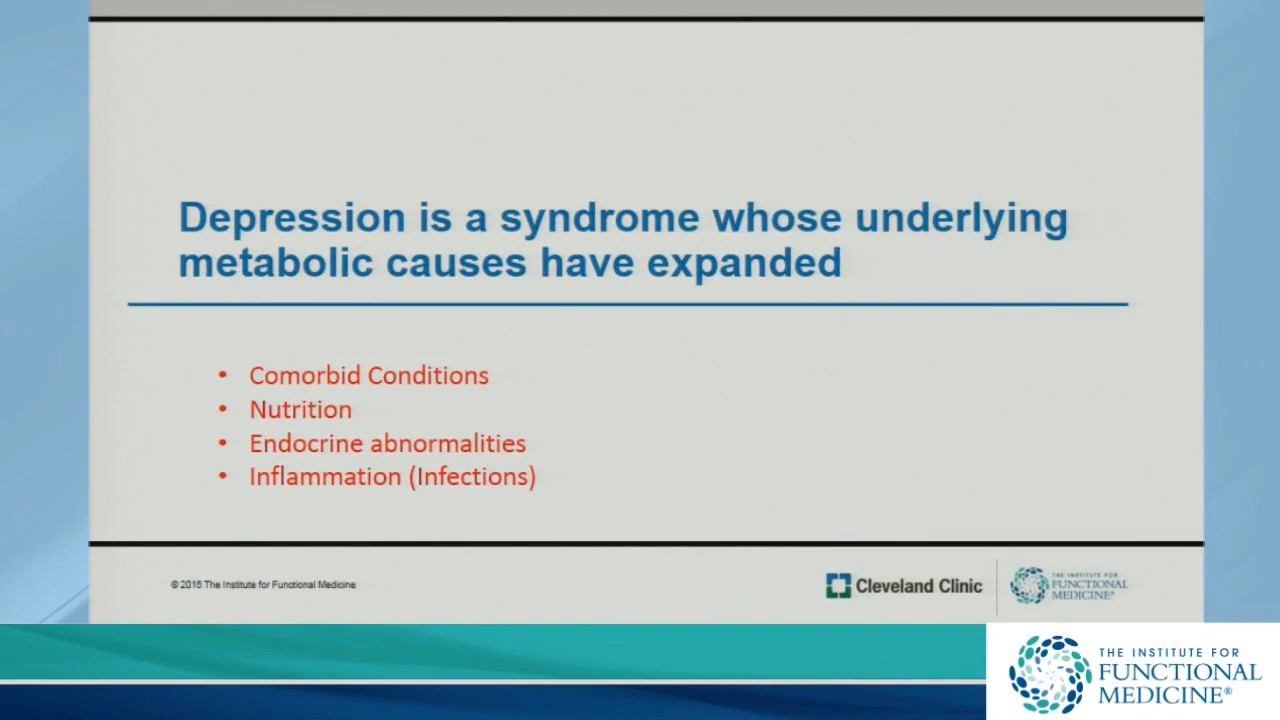 Depression is a syndrome whose underlying
metabolic causes have expanded
• Comorbid Conditions
• Nutrition
• Endocrine abnormalities
• Inflammation (Infections)
© 2016 The Institute for Functional Medicine
Cleveland Clinic
THE INSTITUTE FOR
FUNCTIONAL
MEDICINE®
THE INSTITUTE FOR
FUNCTIONAL
MEDICINE®